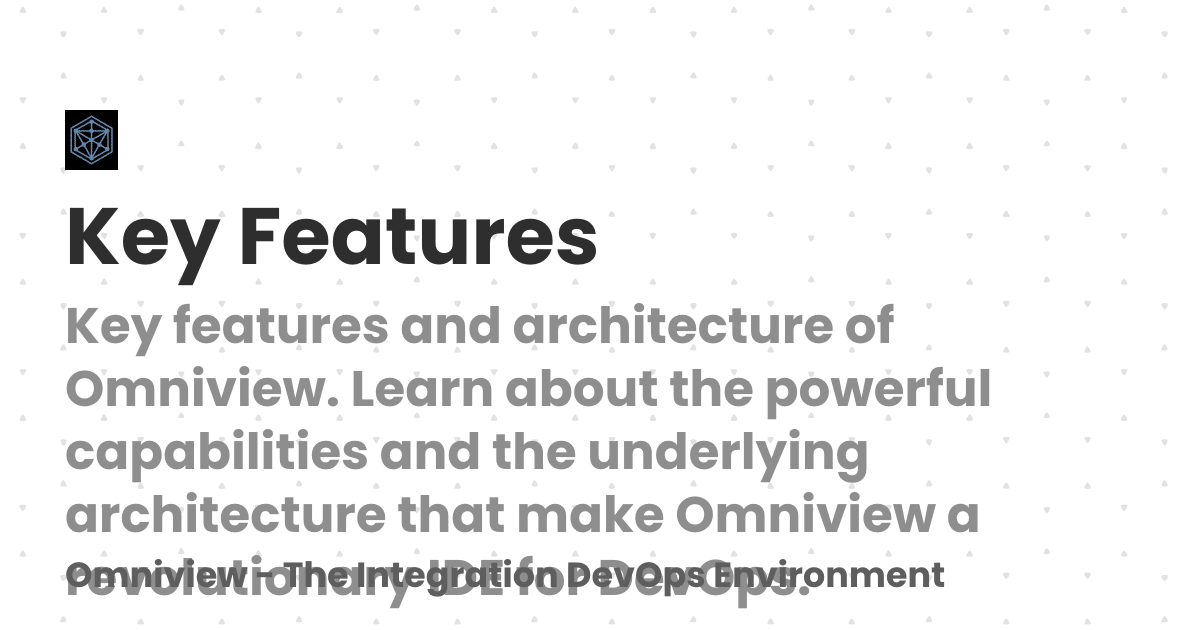 Key Features
Key features and architecture of
Omniview. Learn about the powerful
capabilities and the underlying
architecture that make Omniview a
revolutionary IDE for DevOps.
Omniview – The Integration DevOps Environment